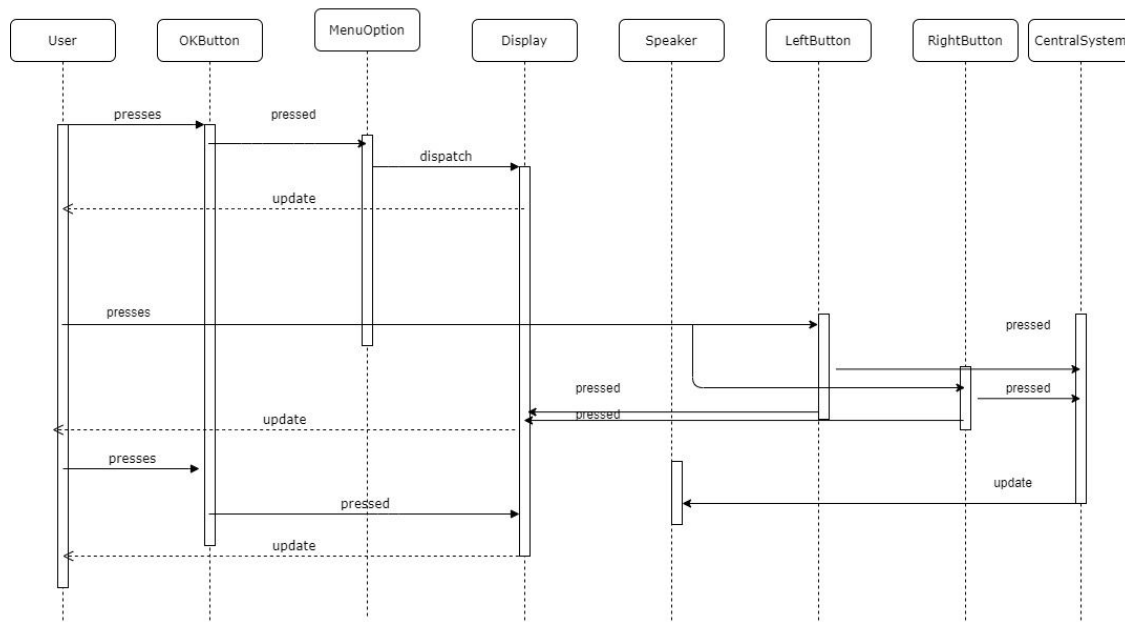 User
OKButton
MenuOption
Display
Speaker
LeftButton
RightButton
CentralSystem
presses
pressed
dispatch
update
presses
pressed
pressed
pressed
pressed
update
presses
update
pressed
update